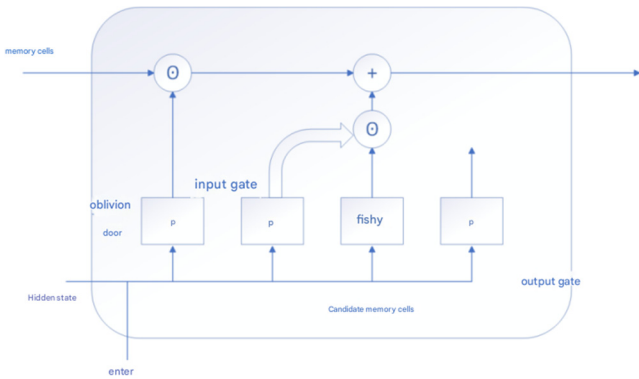 memory cells
0
+
0
input gate
oblivion
door
p
p
fishy
p
output gate
Hidden state
Candidate memory cells
enter